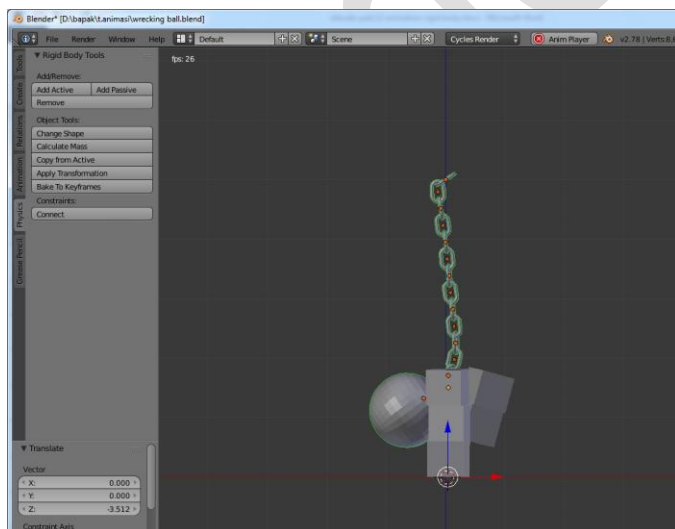 Blender* [D:\bapak\t.animasi\wrecking ball.blend]
File Render Window Help Default Scene Cycles Render Anim Player v2.78 | Verts:8,6
Tools
Create
Relations
Animation
Physics
Grease Pencil
Rigid Body Tools
Add/Remove:
Add Active Add Passive
Remove
Object Tools:
Change Shape
Calculate Mass
Copy from Active
Apply Transformation
Bake To Keyframes
Constraints:
Connect
fps: 26
Translate
Vector
X: 0.000
Y: 0.000
Z: -3.512
Constraint Axis